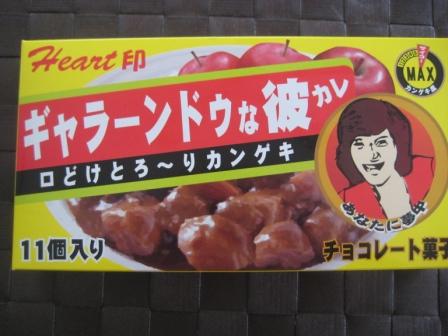 Heart印
MAX
カンゲキ度
ギャラーンドゥな彼カレ
口どけとろ〜りカンゲキ
あなたに夢中
11個入り
チョコレート菓子